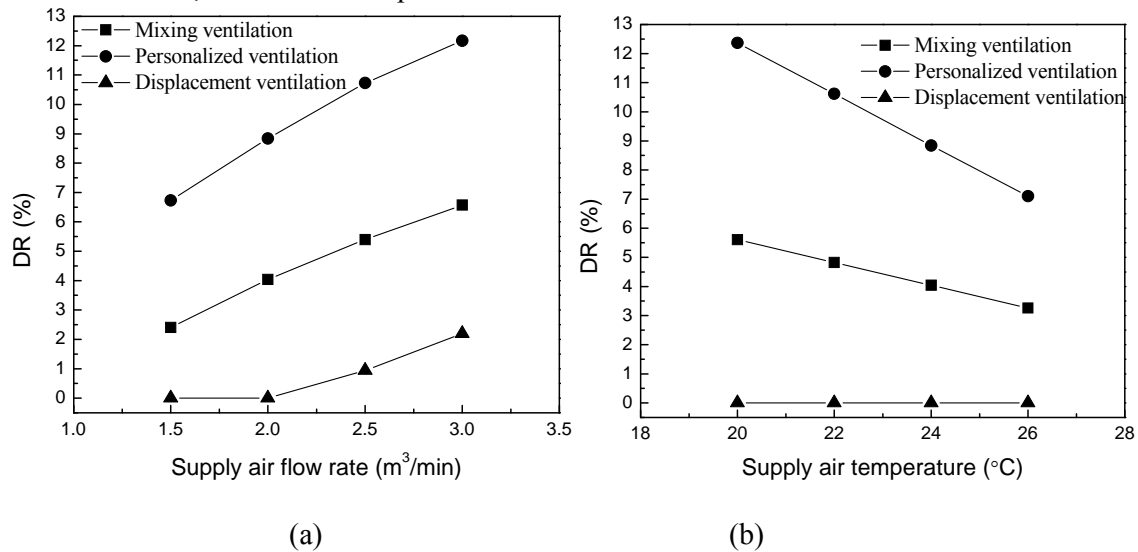 13
12
11
10
9
8
7
6
5
4
3
2
1
0
DR (%)
Mixing ventilation
Personalized ventilation
Displacement ventilation
1.0 1.5 2.0 2.5 3.0 3.5
Supply air flow rate (m³/min)
(a)
13
12
11
10
9
8
7
6
5
4
3
2
1
0
DR (%)
Mixing ventilation
Personalized ventilation
Displacement ventilation
18 20 22 24 26 28
Supply air temperature (°C)
(b)